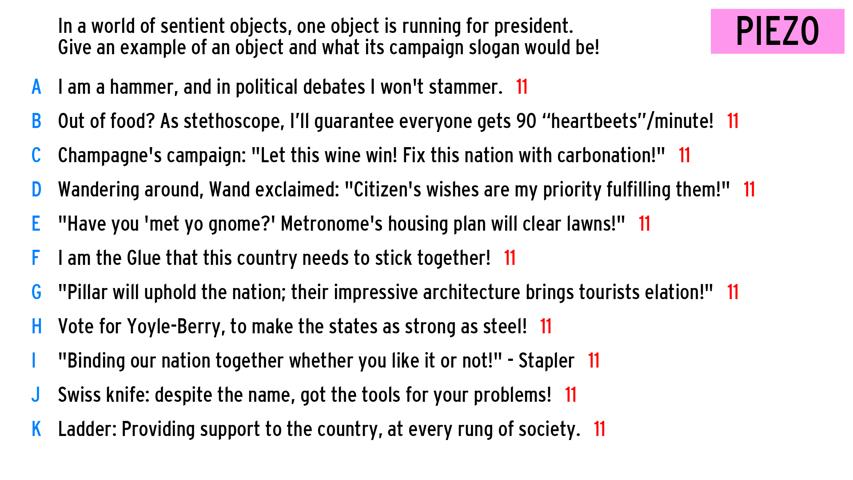 In a world of sentient objects, one object is running for president.
Give an example of an object and what its campaign slogan would be!
PIEZO
A I am a hammer, and in political debates I won't stammer. 11
B Out of food? As stethoscope, I’ll guarantee everyone gets 90 “heartbeets”/minute! 11
C Champagne's campaign: "Let this wine win! Fix this nation with carbonation!" 11
D Wandering around, Wand exclaimed: "Citizen's wishes are my priority fulfilling them!" 11
E "Have you 'met yo gnome?' Metronome's housing plan will clear lawns!" 11
F I am the Glue that this country needs to stick together! 11
G "Pillar will uphold the nation; their impressive architecture brings tourists elation!" 11
H Vote for Yoyle-Berry, to make the states as strong as steel! 11
I "Binding our nation together whether you like it or not!" - Stapler 11
J Swiss knife: despite the name, got the tools for your problems! 11
K Ladder: Providing support to the country, at every rung of society. 11